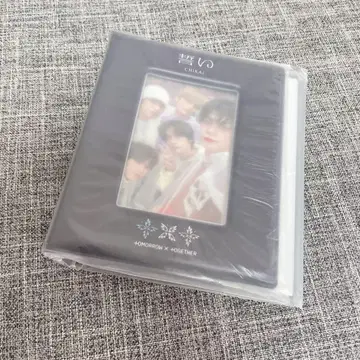 誓い
CHIKAI
TOMORROW X TOGETHER